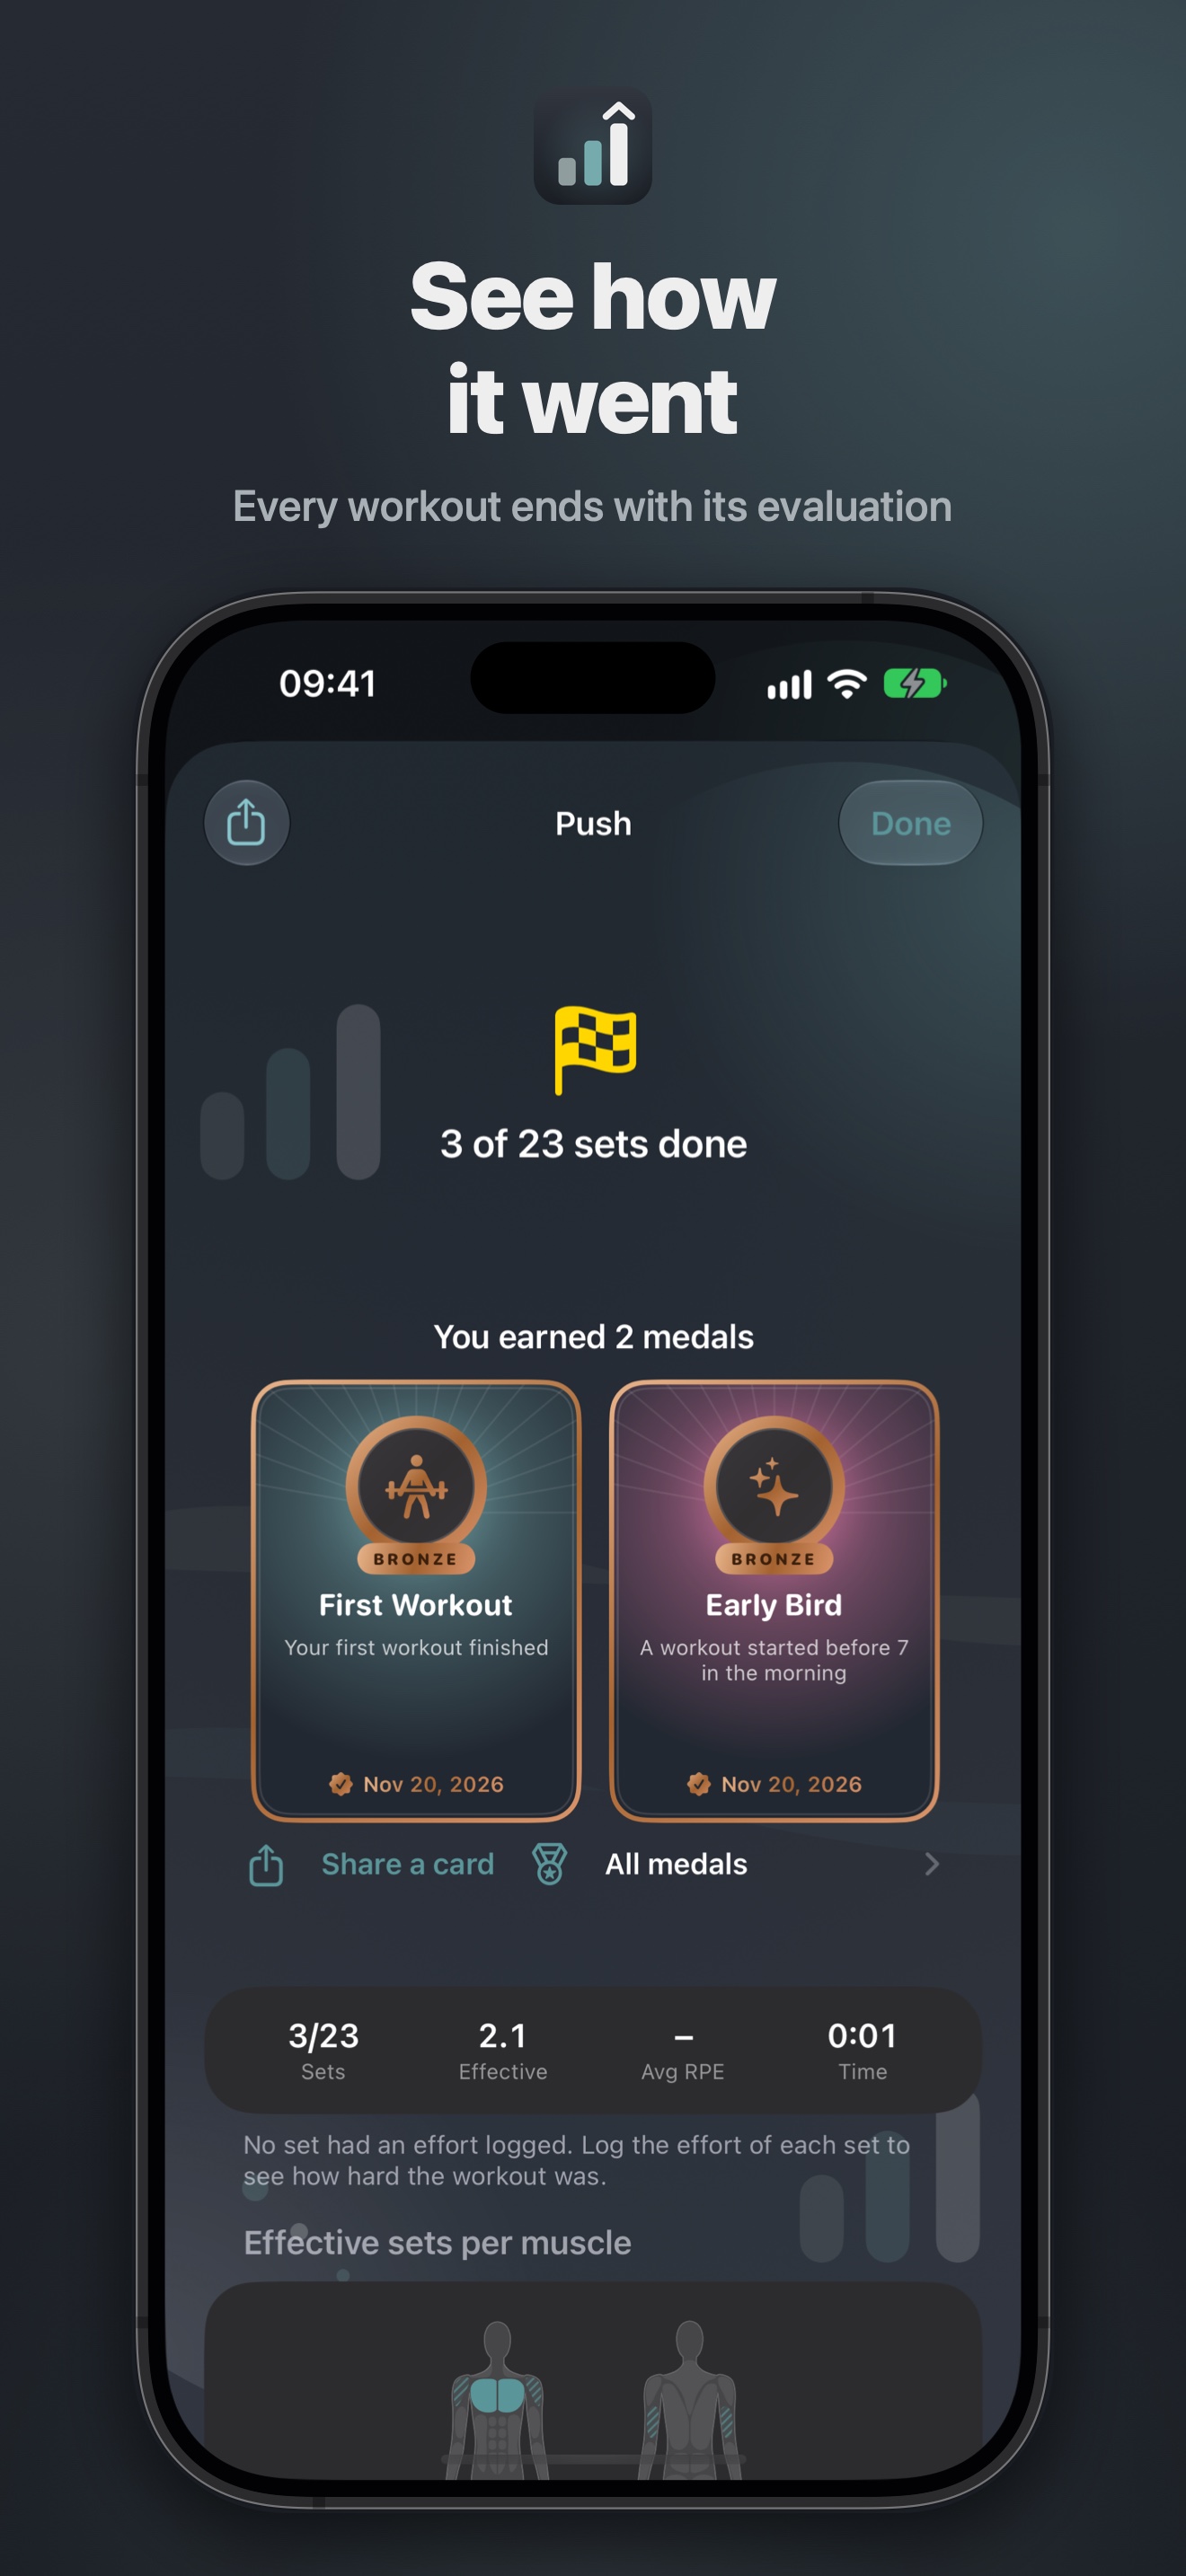 See how
it went
Every workout ends with its evaluation
09:41
Push
Done
3 of 23 sets done
You earned 2 medals
BRONZE
First Workout
Your first workout finished
Nov 20, 2026
BRONZE
Early Bird
A workout started before 7
in the morning
Nov 20, 2026
Share a card
All medals
3/23
Sets
2.1
Effective
–
Avg RPE
0:01
Time
No set had an effort logged. Log the effort of each set to
see how hard the workout was.
Effective sets per muscle